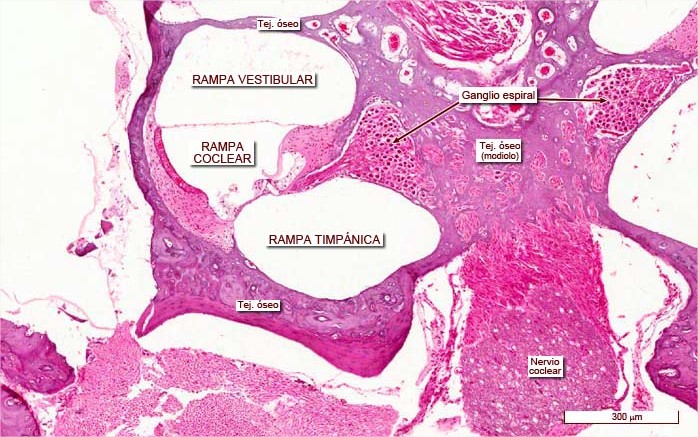 Tej. óseo
RAMPA VESTIBULAR
Ganglio espiral
RAMPA
COCLEAR
Tej. óseo
(modiolo)
RAMPA TIMPÁNICA
Tej. óseo
Nervio
coclear
300 µm